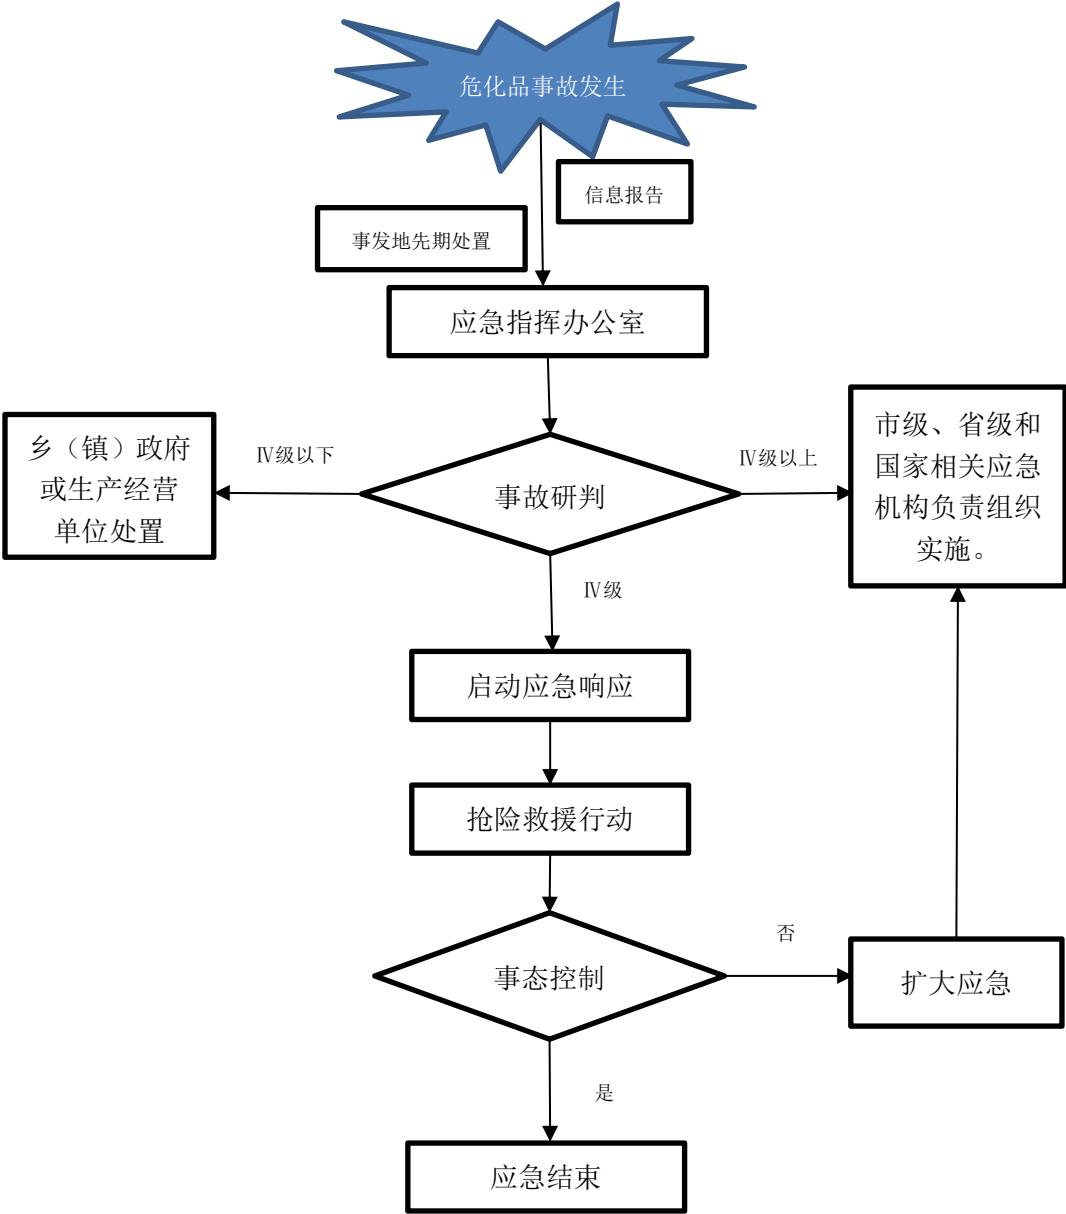 危化品事故发生
信息报告
事发地先期处置
应急指挥办公室
乡（镇）政府
或生产经营
单位处置
Ⅳ级以下
事故研判
Ⅳ级以上
市级、省级和
国家相关应急
机构负责组织
实施。
Ⅳ级
启动应急响应
抢险救援行动
事态控制
否
扩大应急
是
应急结束